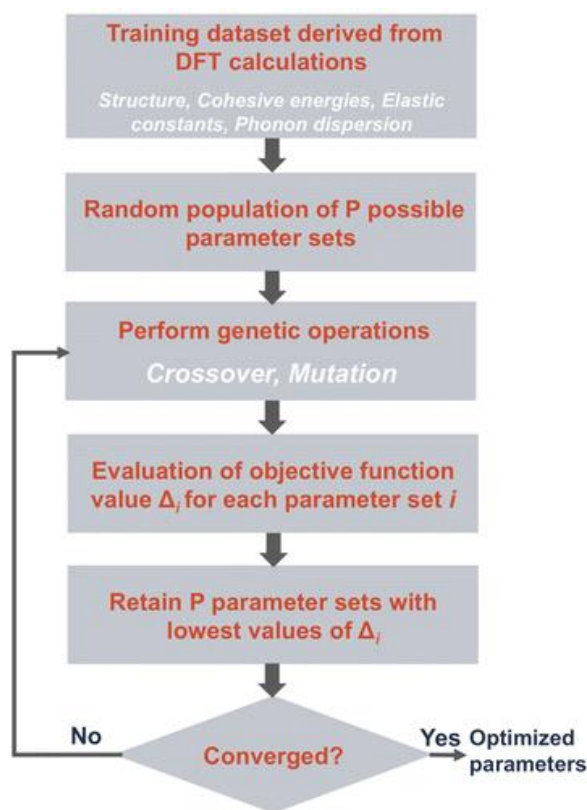 Training dataset derived from
DFT calculations
Structure, Cohesive energies, Elastic
constants, Phonon dispersion
Random population of P possible
parameter sets
Perform genetic operations
Crossover, Mutation
Evaluation of objective function
value Δi for each parameter set i
Retain P parameter sets with
lowest values of Δi
No
Converged?
Yes
Optimized
parameters